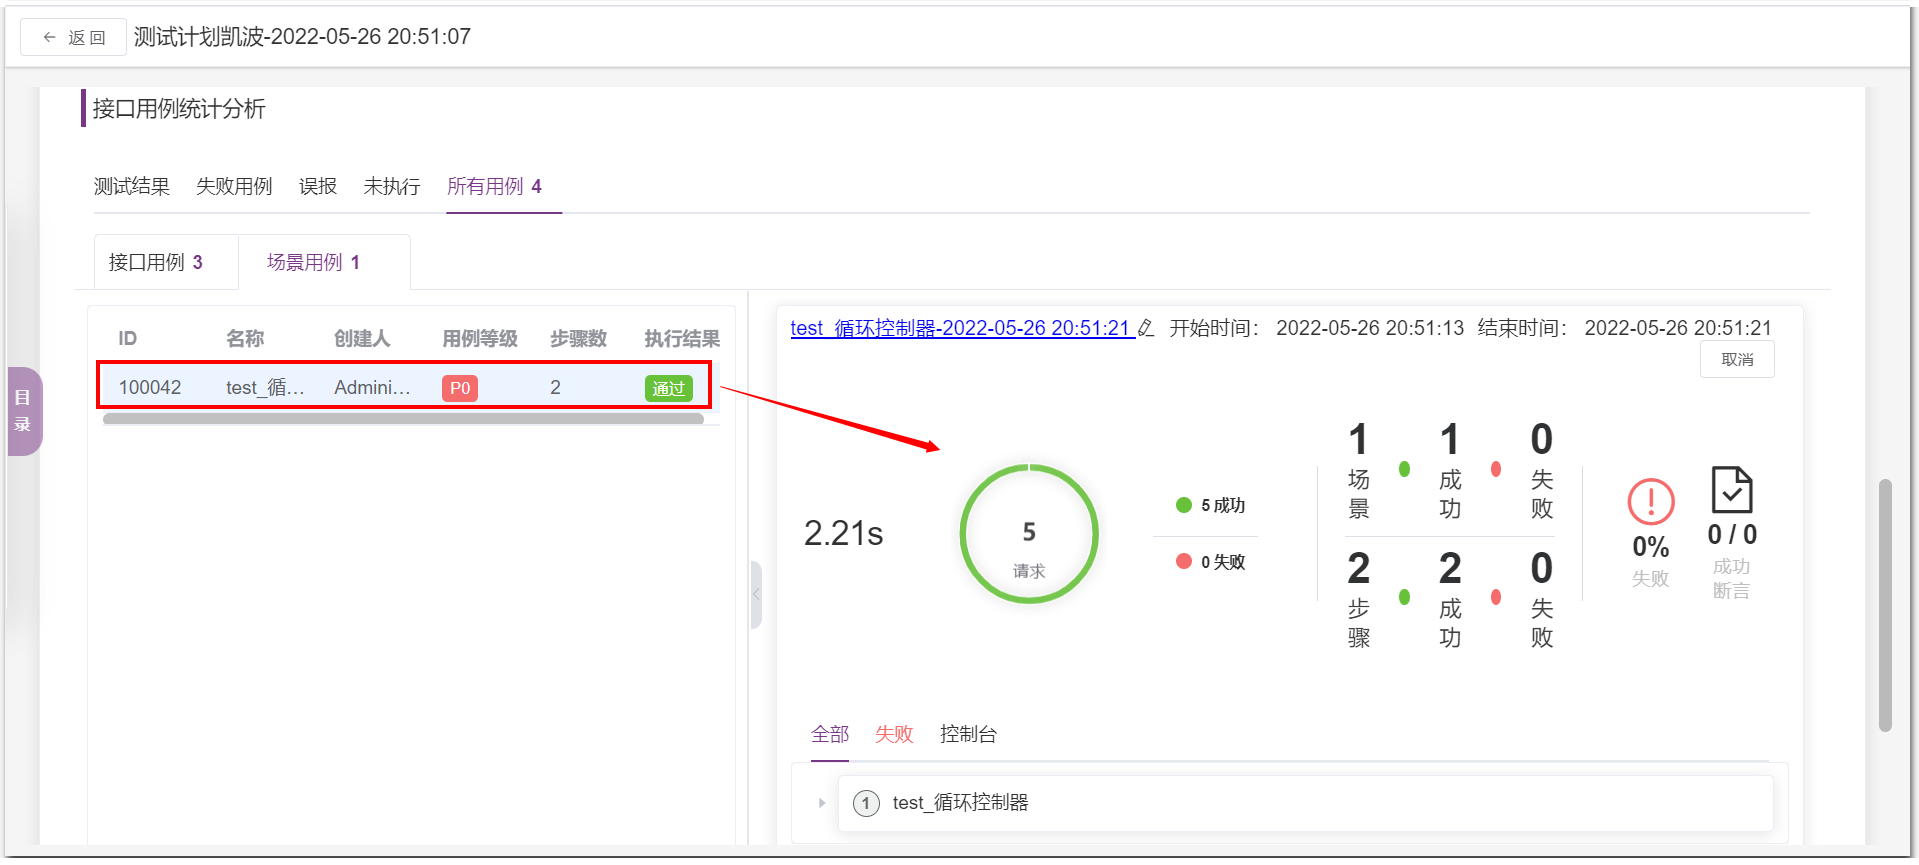 ← 返 回 测试计划凯波-2022-05-26 20:51:07
接口用例统计分析
测试结果 失败用例 误报 未执行 所有用例 4
接口用例 3 场景用例 1
目
录
ID 名称 创建人 用例等级 步骤数 执行结果
100042 test_循... Admini... P0 2 通过
test_循环控制器-2022-05-26 20:51:21 开始时间： 2022-05-26 20:51:13 结束时间： 2022-05-26 20:51:21
取消
2.21s
5
请求
5 成功
0 失败
1 1 0
场 成 失
景 功 败
2 2 0
步 成 失
骤 功 败
0%
失败
0 / 0
成功
断言
全部 失败 控制台
1 test_循环控制器